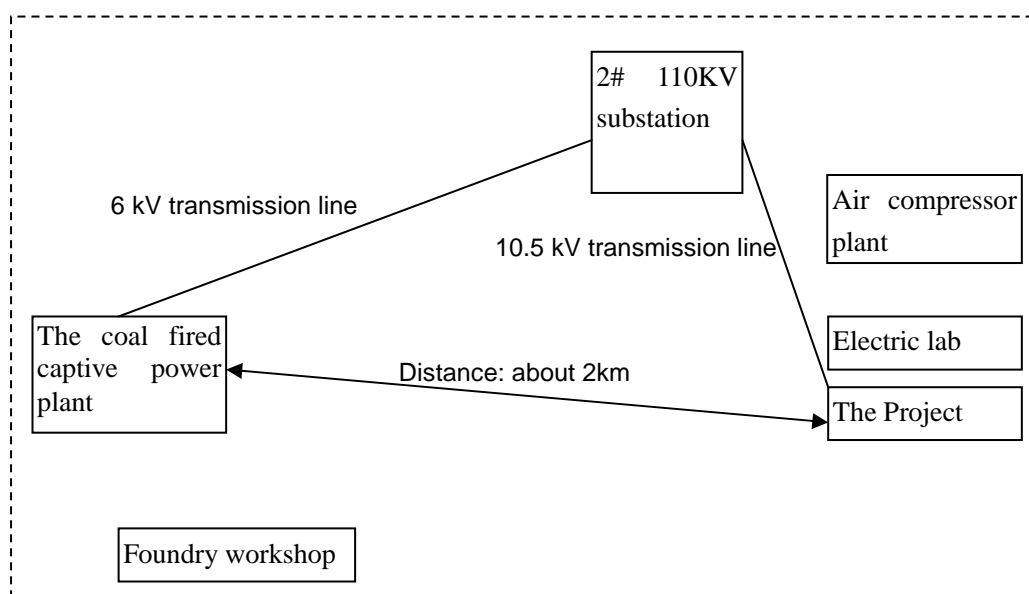 2# 110KV
substation
6 kV transmission line
Air compressor
plant
10.5 kV transmission line
The coal fired
captive power
plant
Electric lab
Distance: about 2km
The Project
Foundry workshop